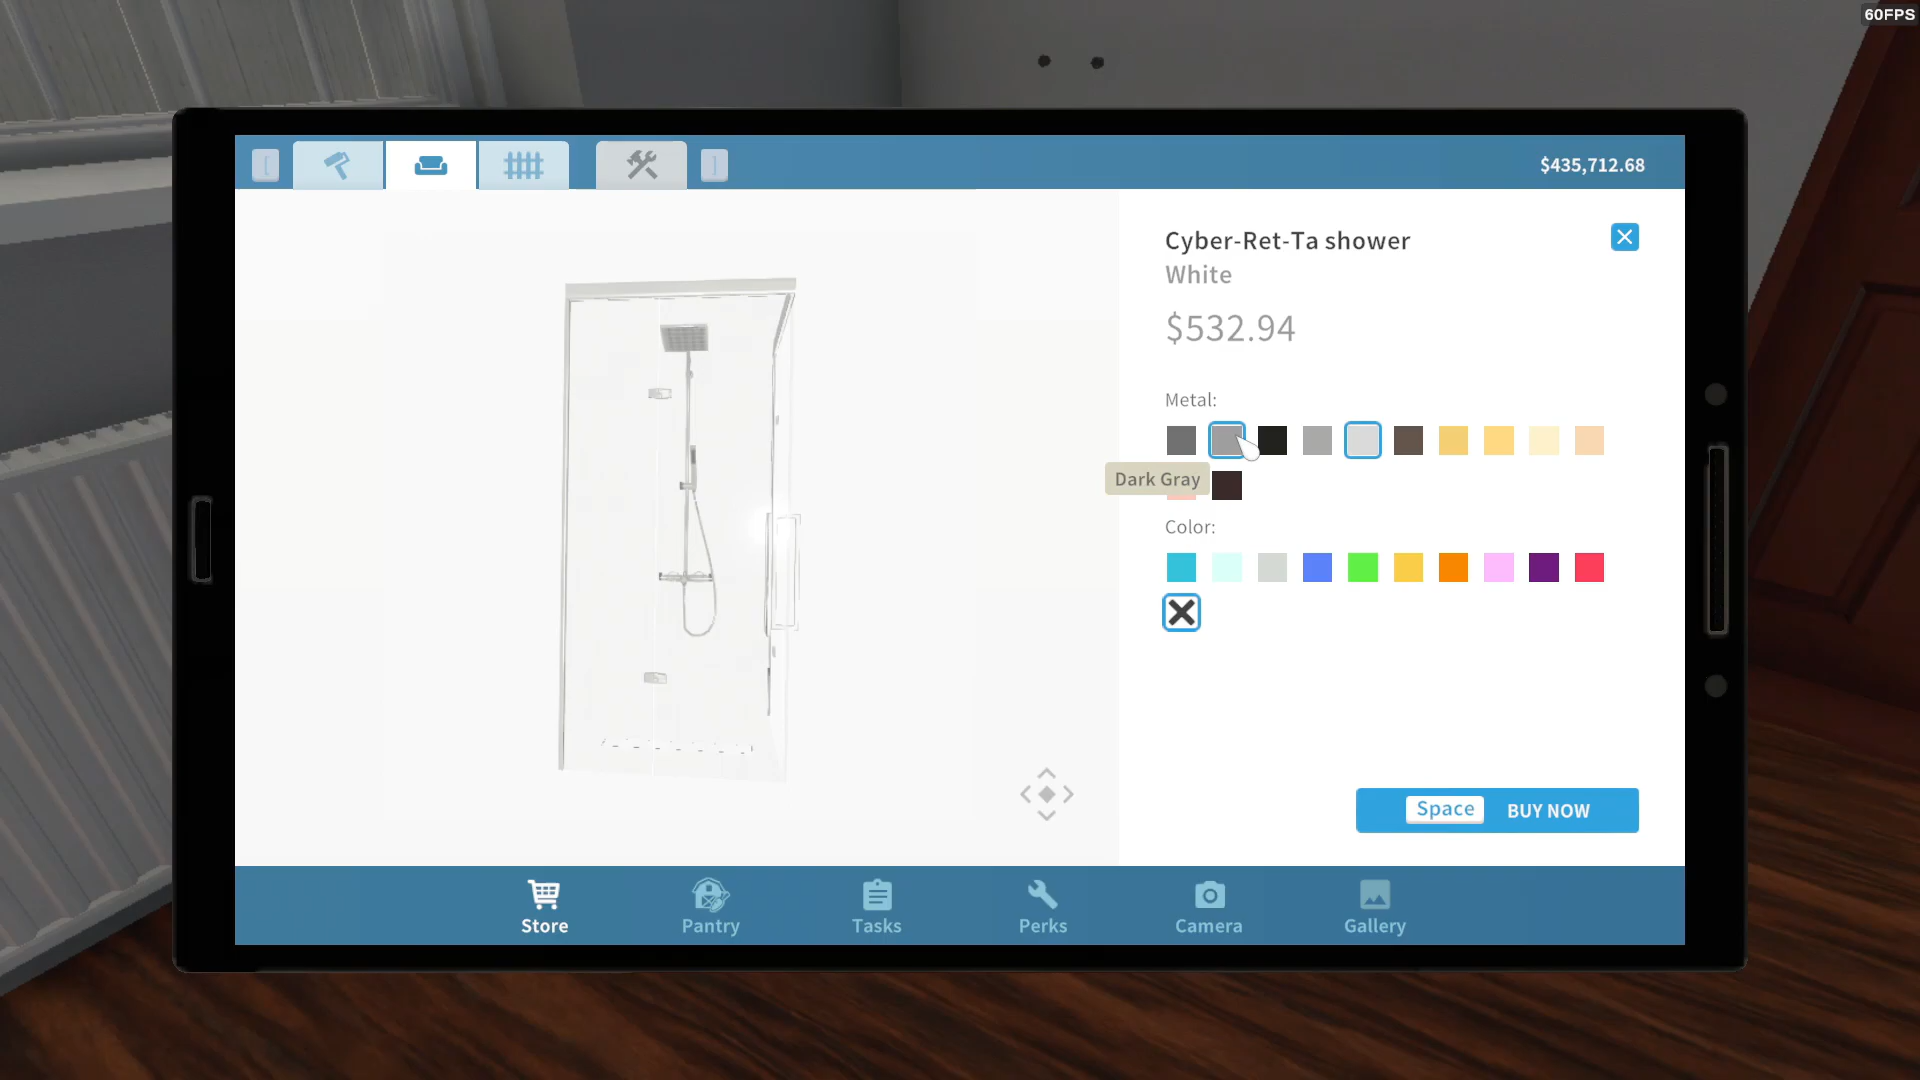 60FPS
[
]
$435,712.68
Cyber-Ret-Ta shower
White
$532.94
Metal:
Dark Gray
Color:
Space BUY NOW
Store Pantry Tasks Perks Camera Gallery